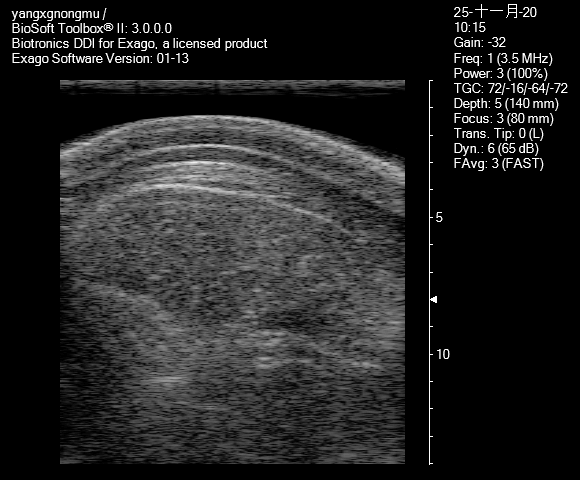 yangxgnongmu /
BioSoft Toolbox® II: 3.0.0.0
Biotronics DDI for Exago, a licensed product
Exago Software Version: 01-13
25-十一月-20
10:15
Gain: -32
Freq: 1 (3.5 MHz)
Power: 3 (100%)
TGC: 72/-16/-64/-72
Depth: 5 (140 mm)
Focus: 3 (80 mm)
Trans. Tip: 0 (L)
Dyn.: 6 (65 dB)
FAvg: 3 (FAST)
5
10